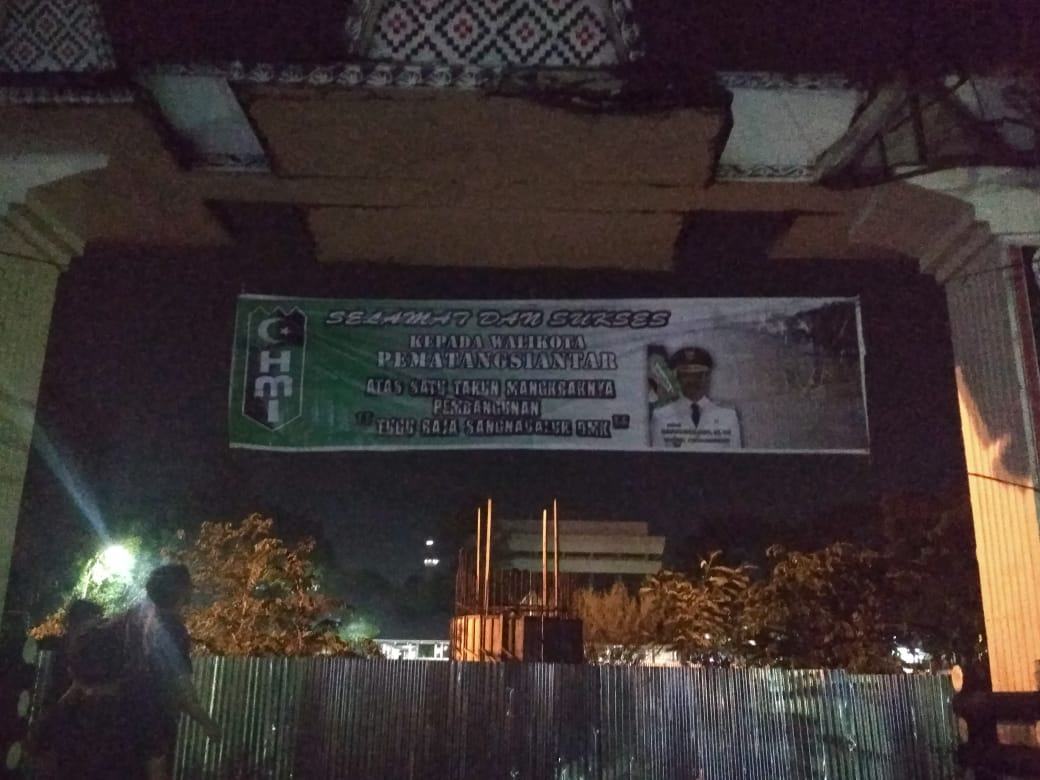 HMI
SELAMAT DAN SUKSES
KEPADA WALIKOTA
PEMATANGSIANTAR
ATAS SATU TAHUN MANGKRAKNYA
PEMBANGUNAN
" TUGU RAJA SANGNAUALUH DMK "